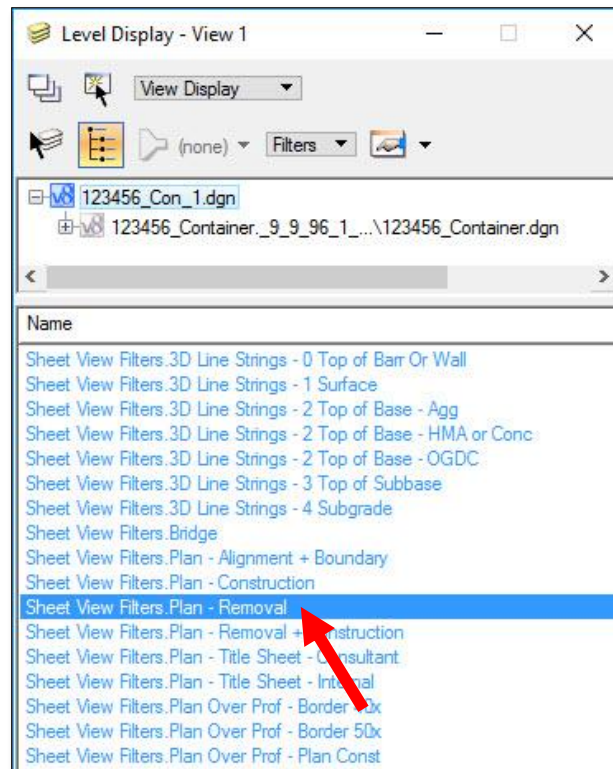 Level Display - View 1
View Display
(none)
Filters
v8 123456_Con_1.dgn
v8 123456_Container._9_9_96_1_...\123456_Container.dgn
Name
Sheet View Filters.3D Line Strings - 0 Top of Barr Or Wall
Sheet View Filters.3D Line Strings - 1 Surface
Sheet View Filters.3D Line Strings - 2 Top of Base - Agg
Sheet View Filters.3D Line Strings - 2 Top of Base - HMA or Conc
Sheet View Filters.3D Line Strings - 2 Top of Base - OGDC
Sheet View Filters.3D Line Strings - 3 Top of Subbase
Sheet View Filters.3D Line Strings - 4 Subgrade
Sheet View Filters.Bridge
Sheet View Filters.Plan - Alignment + Boundary
Sheet View Filters.Plan - Construction
Sheet View Filters.Plan - Removal
Sheet View Filters.Plan - Removal +
Sheet View Filters.Plan - Title Sheet -
Sheet View Filters.Plan - Title Sheet -
Sheet View Filters.Plan Over Prof - Border
Sheet View Filters.Plan Over Prof - Border 50x
Sheet View Filters.Plan Over Prof - Plan Const